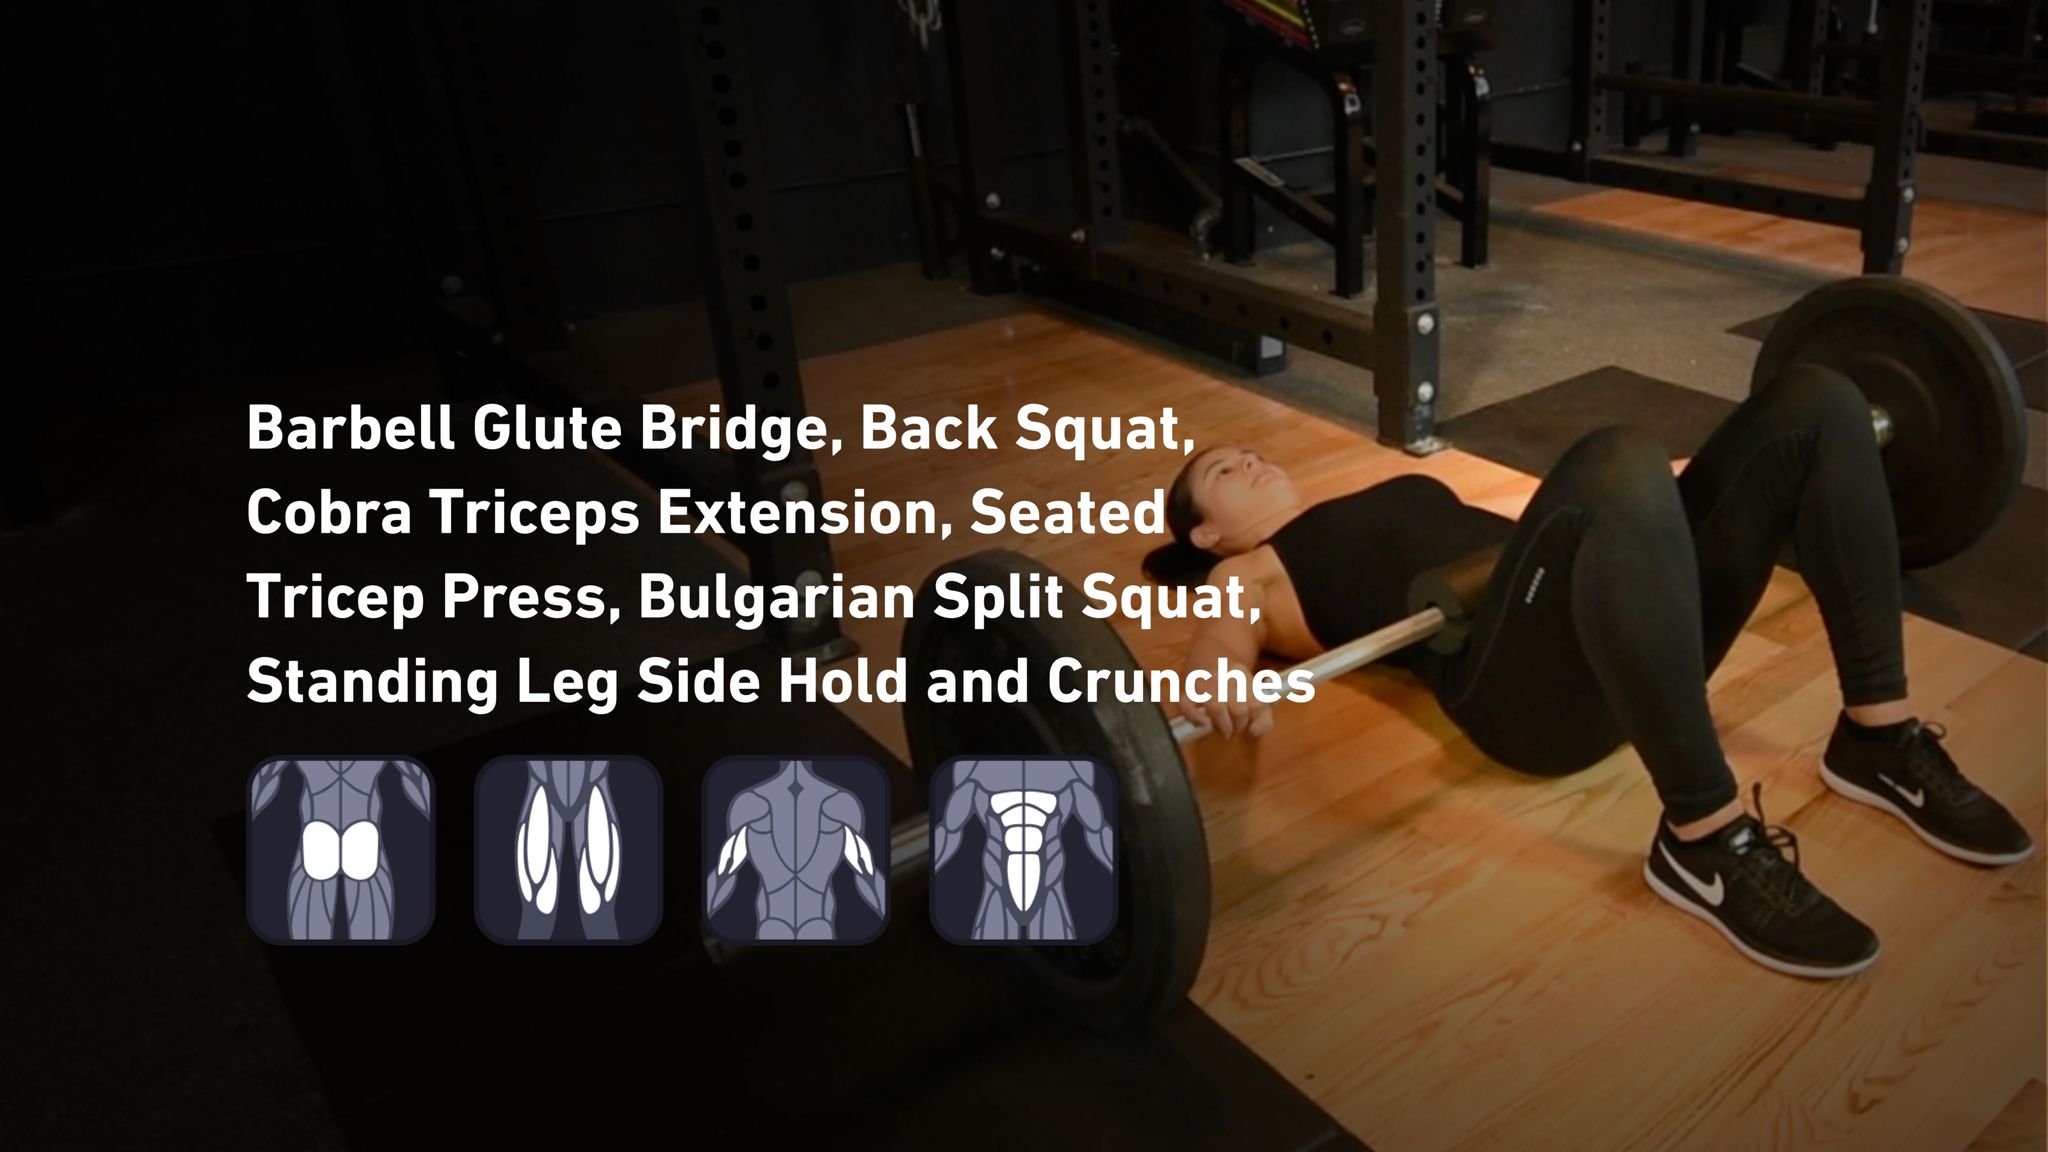 Barbell Glute Bridge, Back Squat,
Cobra Triceps Extension, Seated
Tricep Press, Bulgarian Split Squat,
Standing Leg Side Hold and Crunches